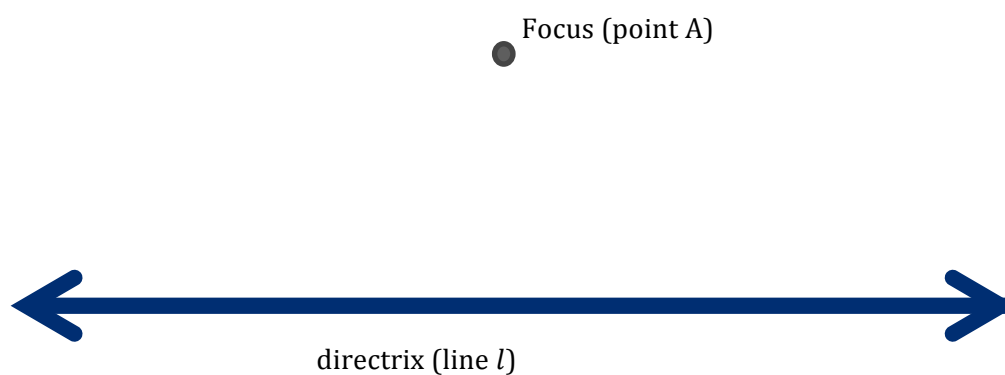 Focus (point A)
directrix (line l)